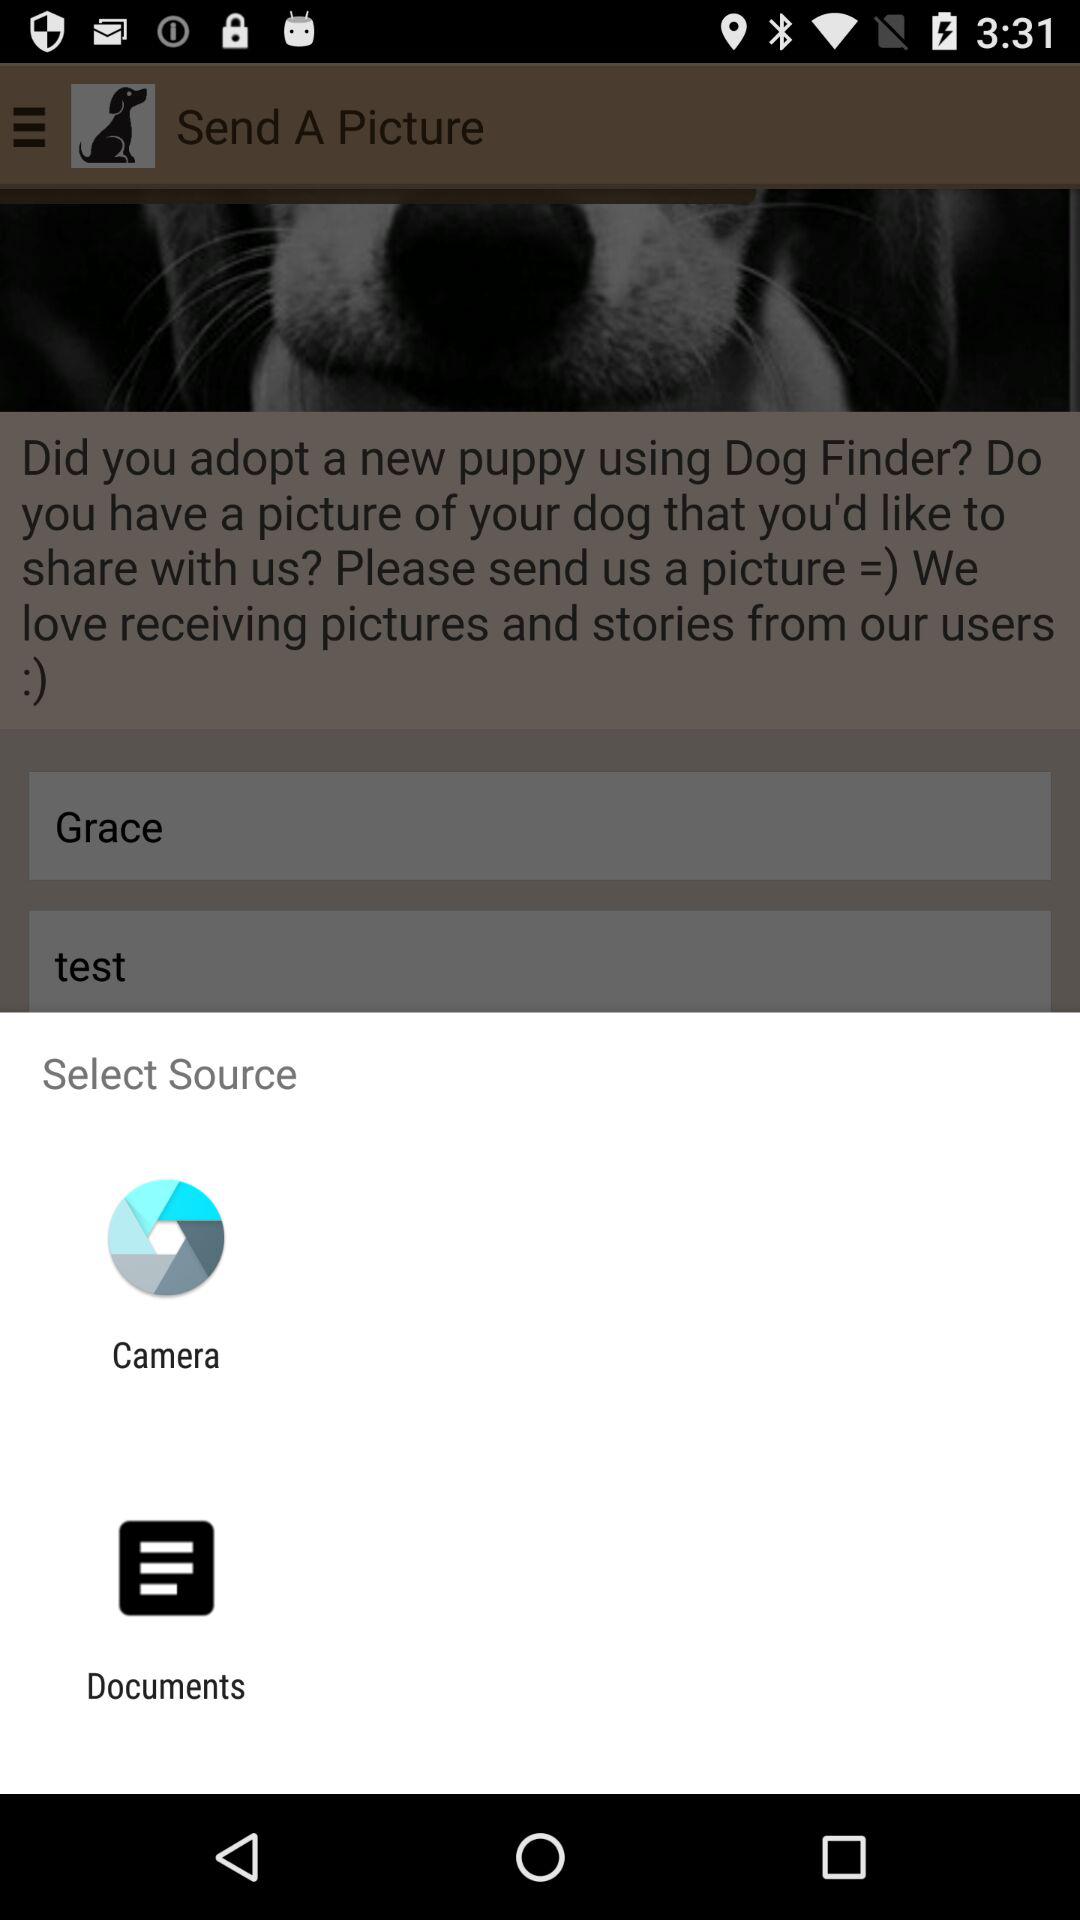 3:31
Send A Picture
Did you adopt a new puppy using Dog Finder? Do
you have a picture of your dog that you'd like to
share with us? Please send us a picture =) We
love receiving pictures and stories from our users
:)
Grace
test
Select Source
Camera
Documents